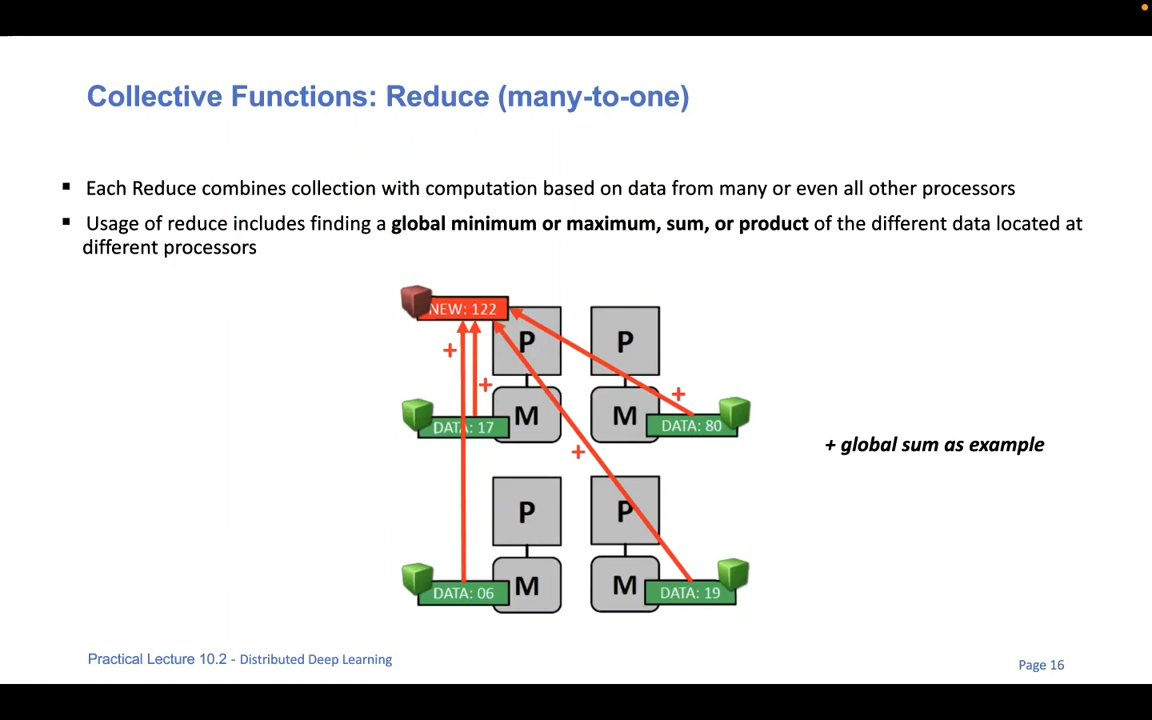 Collective Functions: Reduce (many-to-one)
▪ Each Reduce combines collection with computation based on data from many or even all other processors
▪ Usage of reduce includes finding a global minimum or maximum, sum, or product of the different data located at
different processors
NEW: 122
P
P
+
+
+
DATA: 17
M
M
DATA: 80
+ global sum as example
+
P
P
DATA: 06
M
M
DATA: 19
Practical Lecture 10.2 - Distributed Deep Learning
Page 16